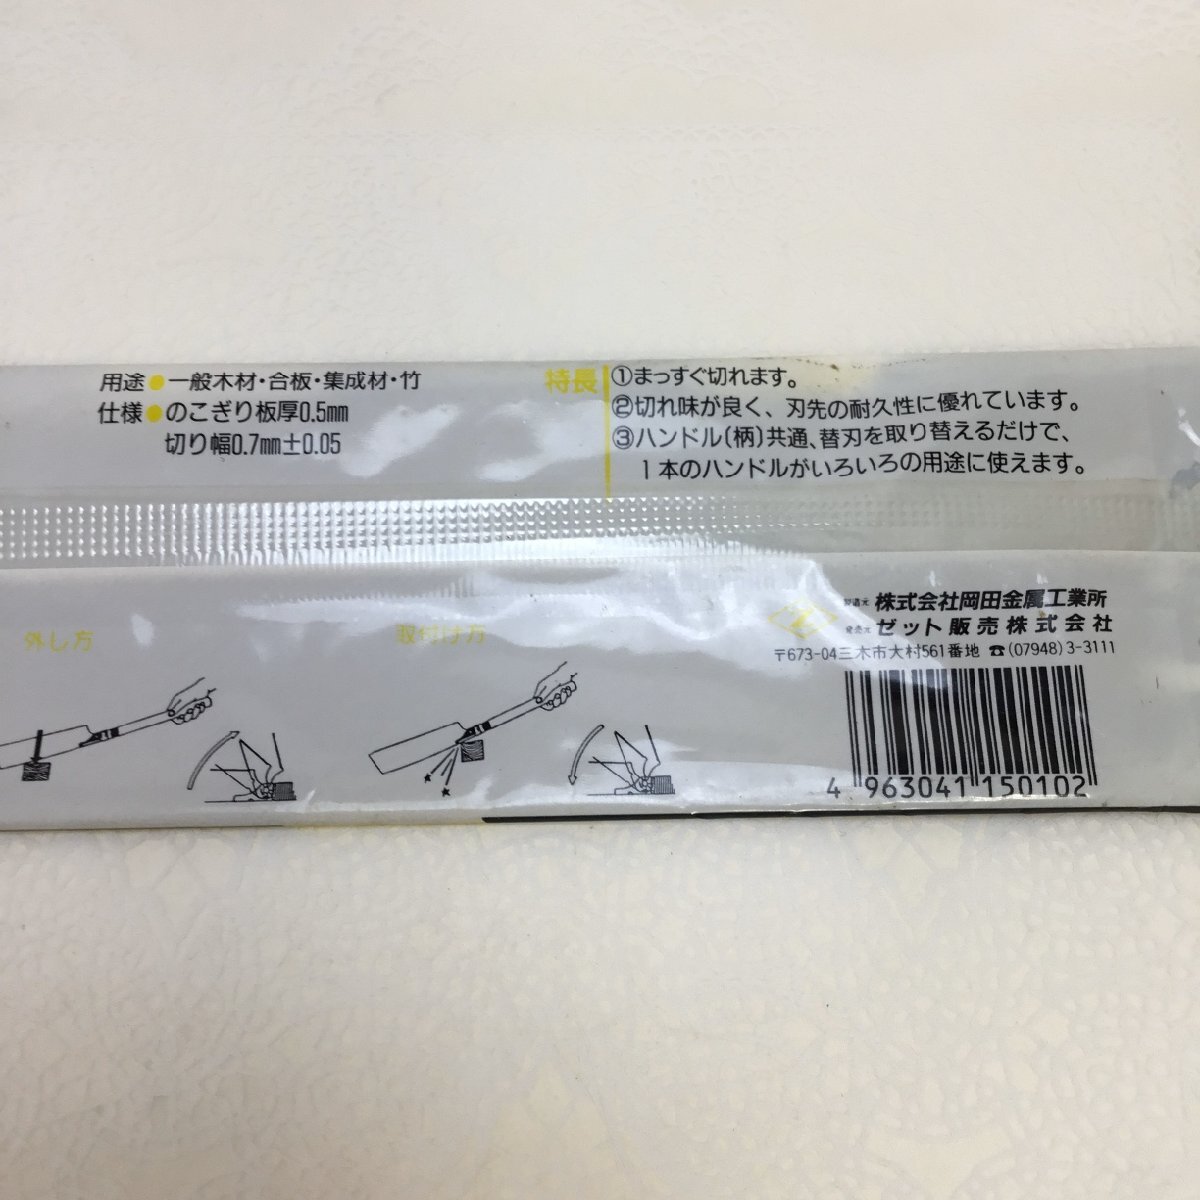 用途●一般木材・合板・集成材・竹
仕様●のこぎり板厚0.5mm
切り幅0.7mm±0.05
特長
①まっすぐ切れます。
②切れ味が良く、刃先の耐久性に優れています。
③ハンドル(柄)共通、替刃を取り替えるだけで、
1本のハンドルがいろいろの用途に使えます。
外し方
取付け方
製造元 株式会社岡田金属工業所
発売元 ゼット販売株式会社
〒673-04三木市大村561番地 ☎(07948)3-3111
4 963041 150102